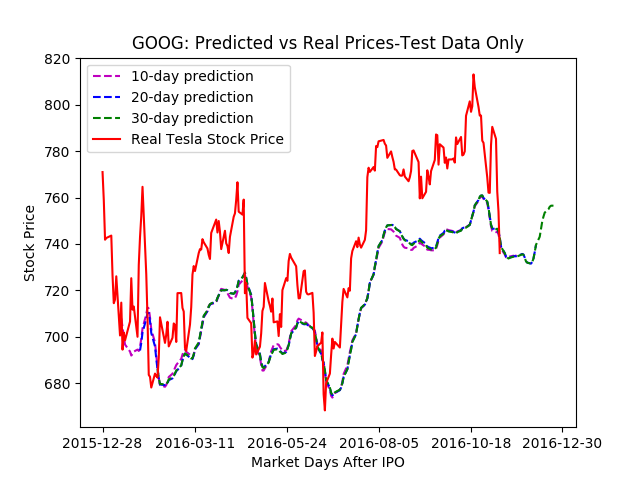 GOOG: Predicted vs Real Prices-Test Data Only
820
800
780
760
740
720
700
680
Stock Price
10-day prediction
20-day prediction
30-day prediction
Real Tesla Stock Price
2015-12-28 2016-03-11 2016-05-24 2016-08-05 2016-10-18 2016-12-30
Market Days After IPO